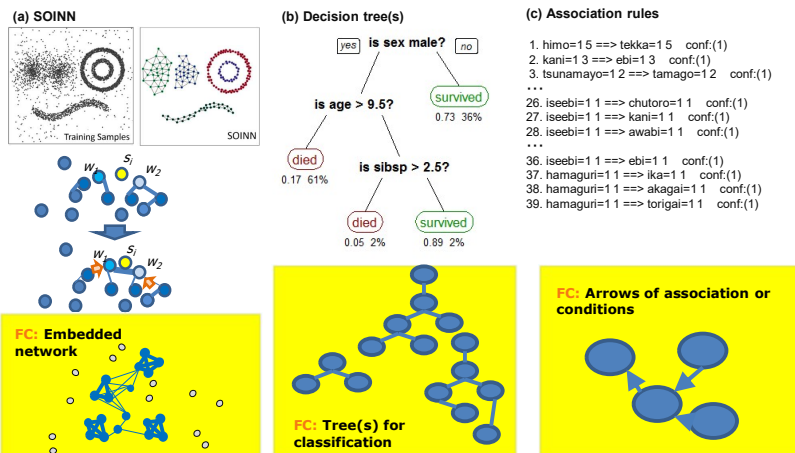 (a) SOINN
Training Samples
SOINN
W1
Si
W2
W1
Si
W2
FC: Embedded
network
(b) Decision tree(s)
yes
is sex male?
no
is age > 9.5?
survived
0.73 36%
died
0.17 61%
is sibsp > 2.5?
died
0.05 2%
survived
0.89 2%
FC: Tree(s) for
classification
(c) Association rules
1. himo=1 5 ==> tekka=1 5 conf:(1)
2. kani=1 3 ==> ebi=1 3 conf:(1)
3. tsunamayo=1 2 ==> tamago=1 2 conf:(1)
•••
26. iseebi=1 1 ==> chutoro=1 1 conf:(1)
27. iseebi=1 1 ==> kani=1 1 conf:(1)
28. iseebi=1 1 ==> awabi=1 1 conf:(1)
•••
36. iseebi=1 1 ==> ebi=1 1 conf:(1)
37. hamaguri=1 1 ==> ika=1 1 conf:(1)
38. hamaguri=1 1 ==> akagai=1 1 conf:(1)
39. hamaguri=1 1 ==> torigai=1 1 conf:(1)
FC: Arrows of association or
conditions